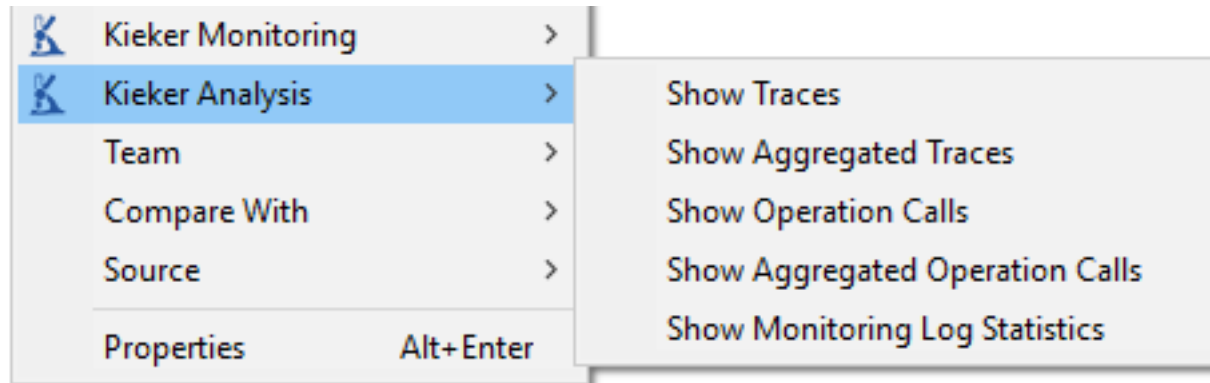 Kieker Monitoring
Kieker Analysis
Team
Compare With
Source
Properties Alt+Enter
Show Traces
Show Aggregated Traces
Show Operation Calls
Show Aggregated Operation Calls
Show Monitoring Log Statistics